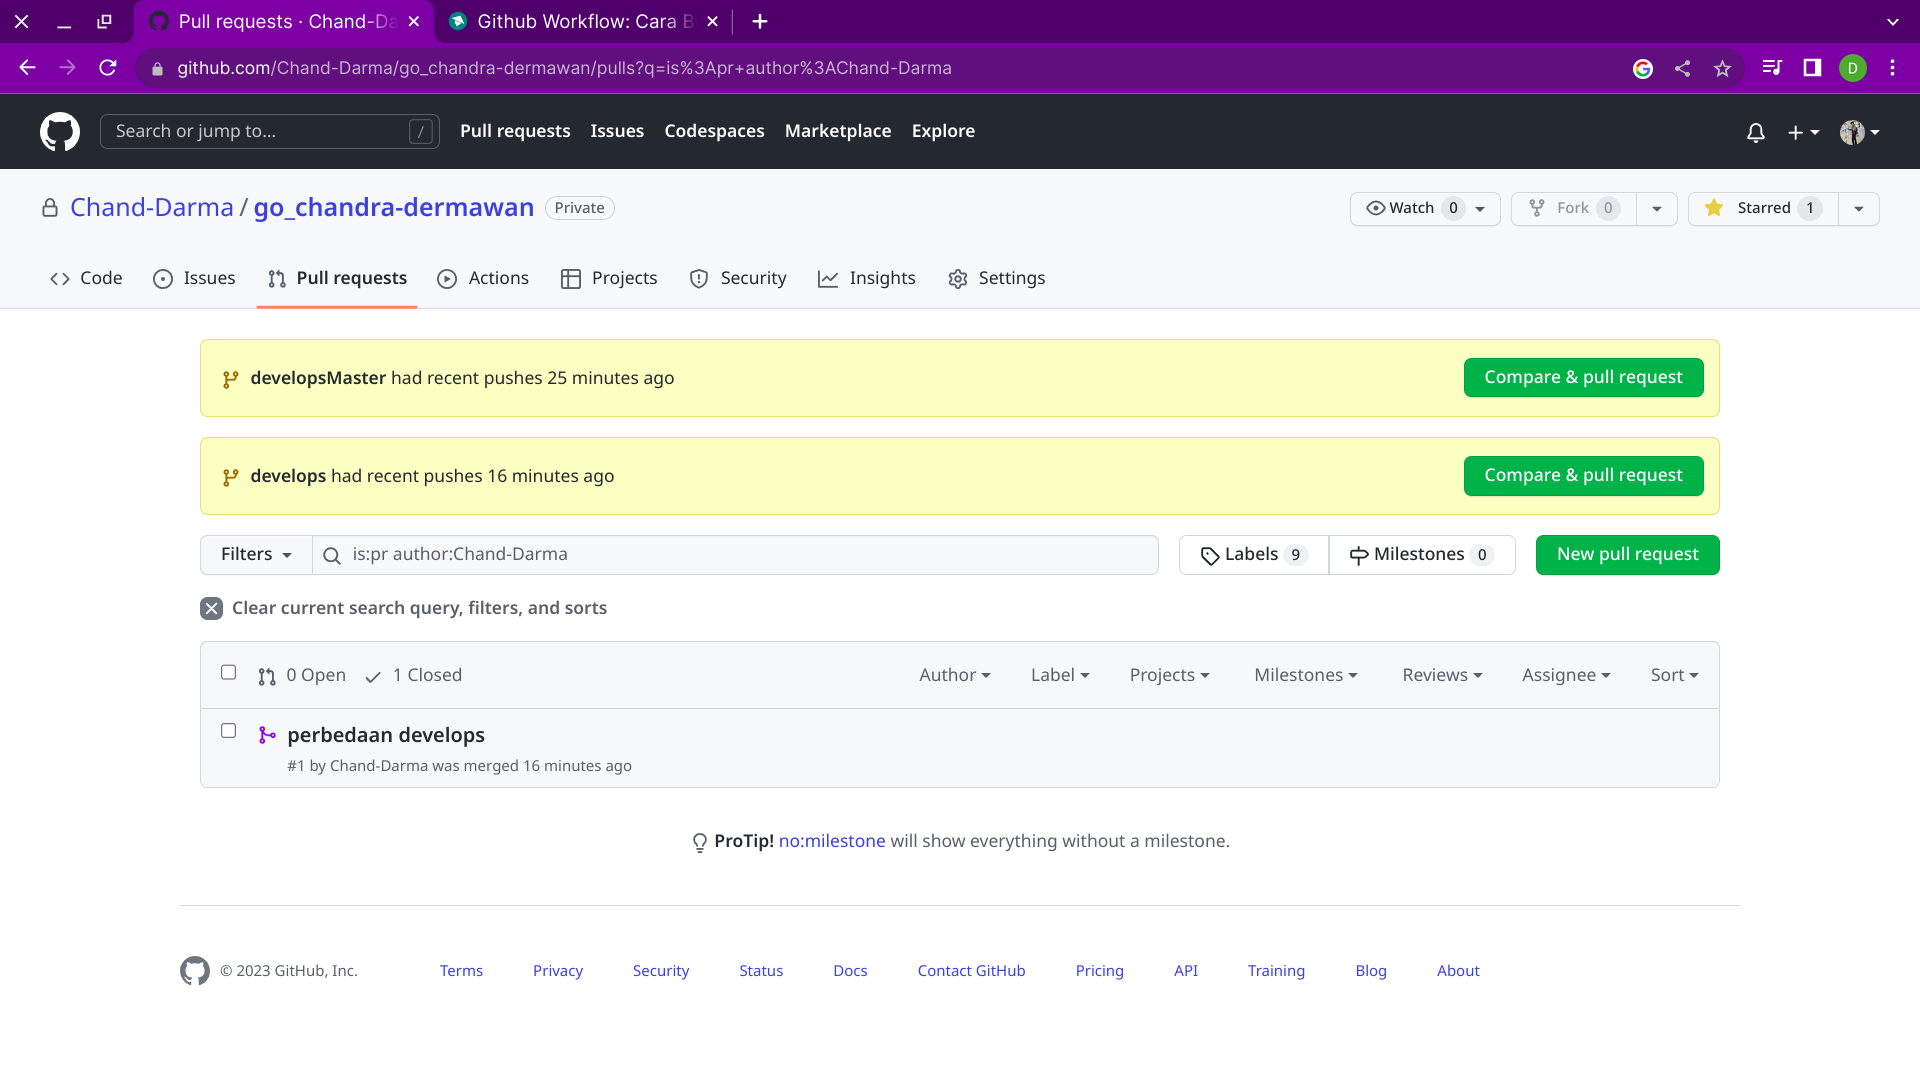 Pull requests · Chand-Da
Github Workflow: Cara B
github.com/Chand-Darma/go_chandra-dermawan/pulls?q=is%3Apr+author%3AChand-Darma
D
Search or jump to...
/
Pull requests
Issues
Codespaces
Marketplace
Explore
Chand-Darma / go_chandra-dermawan
Private
Watch 0
Fork 0
Starred 1
Code
Issues
Pull requests
Actions
Projects
Security
Insights
Settings
developsMaster had recent pushes 25 minutes ago
Compare & pull request
develops had recent pushes 16 minutes ago
Compare & pull request
Filters
is:pr author:Chand-Darma
Labels 9
Milestones 0
New pull request
Clear current search query, filters, and sorts
0 Open
1 Closed
Author
Label
Projects
Milestones
Reviews
Assignee
Sort
perbedaan develops
#1 by Chand-Darma was merged 16 minutes ago
ProTip! no:milestone will show everything without a milestone.
© 2023 GitHub, Inc.
Terms
Privacy
Security
Status
Docs
Contact GitHub
Pricing
API
Training
Blog
About